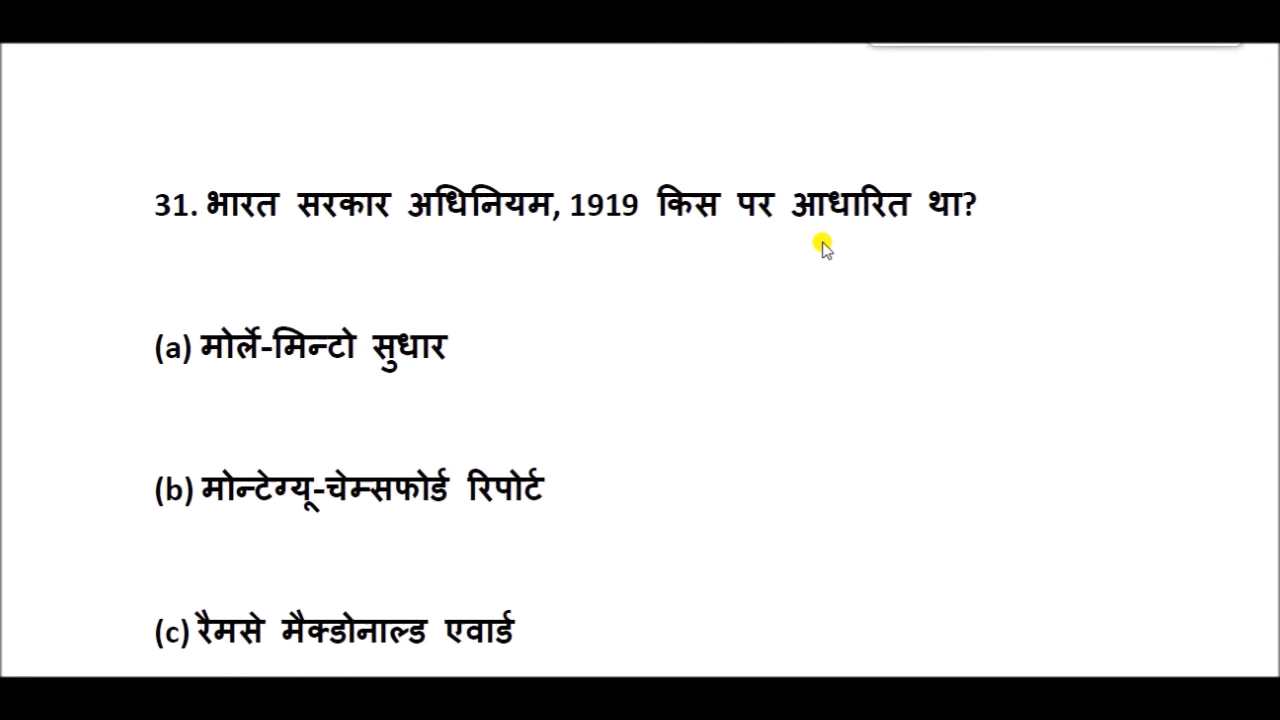 31. भारत सरकार अधिनियम, 1919 किस पर आधारित था?
(a) मोर्ले-मिन्टो सुधार
(b) मोन्टेग्यू-चेम्सफोर्ड रिपोर्ट
(c) रैमसे मैक्डोनाल्ड एवार्ड